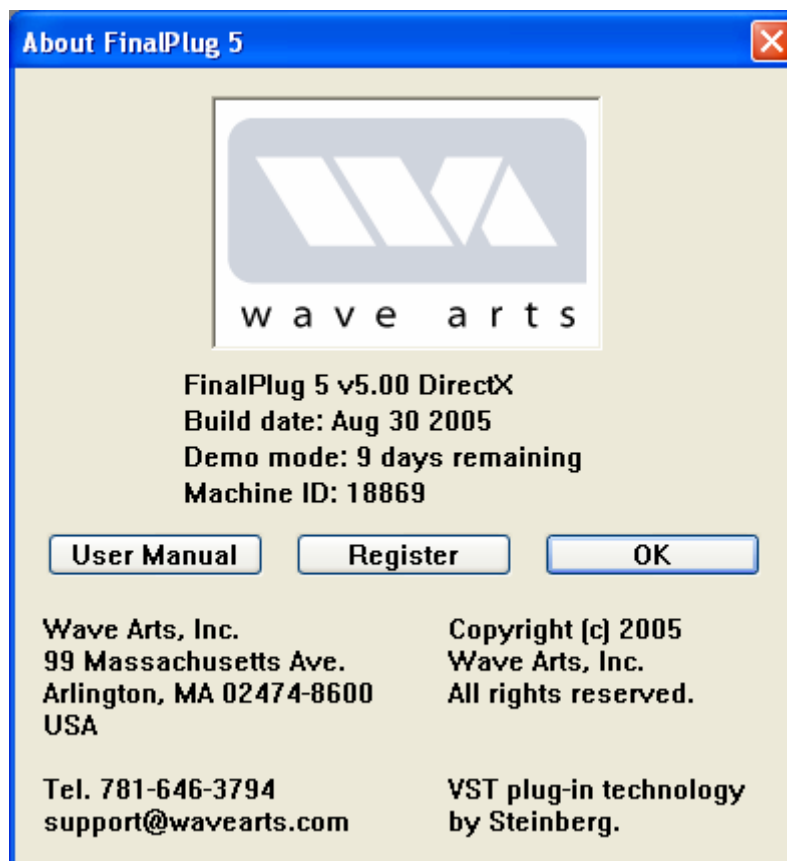 About FinalPlug 5
wave arts
FinalPlug 5 v5.00 DirectX
Build date: Aug 30 2005
Demo mode: 9 days remaining
Machine ID: 18869
User Manual
Register
OK
Wave Arts, Inc.
99 Massachusetts Ave.
Arlington, MA 02474-8600
USA
Tel. 781-646-3794
support@wavearts.com
Copyright (c) 2005
Wave Arts, Inc.
All rights reserved.
VST plug-in technology
by Steinberg.